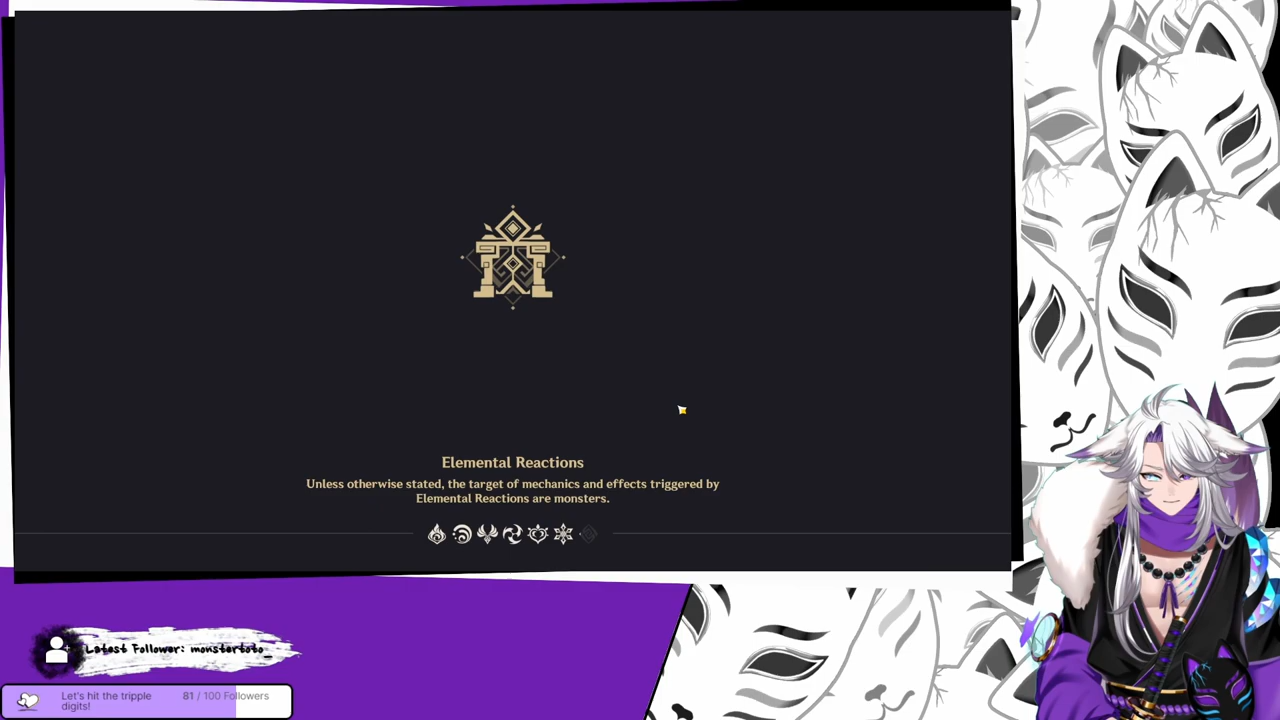 Elemental Reactions
Unless otherwise stated, the target of mechanics and effects triggered by
Elemental Reactions are monsters.
Latest Follower: monstertoto_
Let's hit the tripple
digits!
81 / 100 Followers